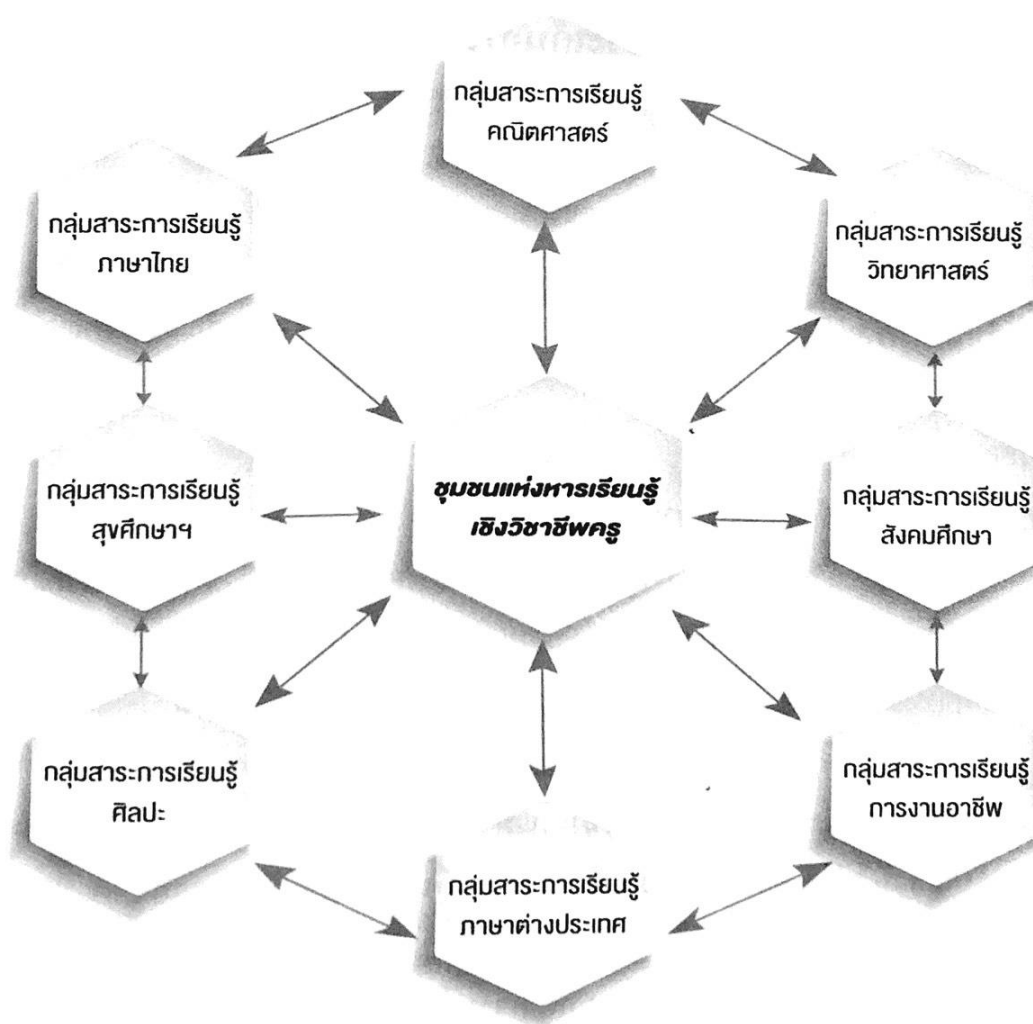 กลุ่มสาระการเรียนรู้
คณิตศาสตร์
กลุ่มสาระการเรียนรู้
ภาษาไทย
กลุ่มสาระการเรียนรู้
วิทยาศาสตร์
กลุ่มสาระการเรียนรู้
สุขศึกษาฯ
ชุมชนแห่งหารเรียนรู้
เชิงวิชาชีพครู
กลุ่มสาระการเรียนรู้
สังคมศึกษา
กลุ่มสาระการเรียนรู้
ศิลปะ
กลุ่มสาระการเรียนรู้
การงานอาชีพ
กลุ่มสาระการเรียนรู้
ภาษาต่างประเทศ